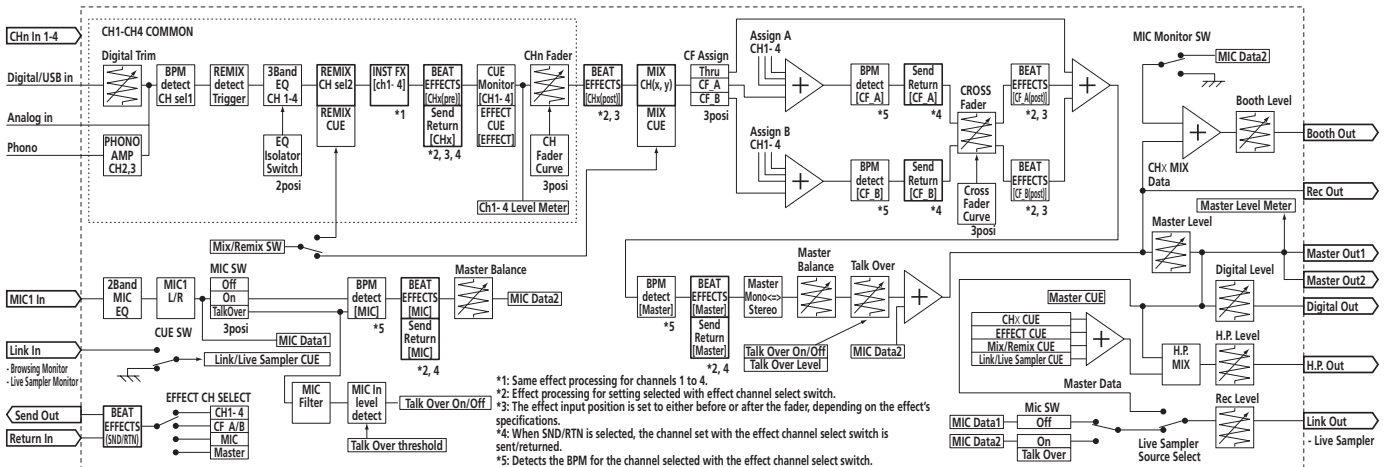 CHn In 1-4
CH1-CH4 COMMON
Digital Trim
Digital/USB in
Analog in
Phono
PHONO
AMP
CH2,3
BPM
detect
CH sel1
REMIX
detect
Trigger
3Band
EQ
CH 1-4
EQ
Isolator
Switch
2posi
REMIX
CH sel2
REMIX
CUE
INST FX
[ch1- 4]
*1
BEAT
EFFECTS
[CHx(pre)]
Send
Return
[CHx]
*2, 3, 4
CUE
Monitor
[CH1- 4]
EFFECT
CUE
[EFFECT]
CHn Fader
CH
Fader
Curve
3posi
Ch1- 4 Level Meter
BEAT
EFFECTS
[CHx(post)]
*2, 3
MIX
CH(x, y)
MIX
CUE
CF Assign
Thru
CF_A
CF_B
3posi
Assign A
CH1- 4
Assign B
CH1- 4
BPM
detect
[CF_A]
*5
Send
Return
[CF_A]
*4
BPM
detect
[CF_B]
*5
Send
Return
[CF_B]
*4
CROSS
Fader
Cross
Fader
Curve
3posi
BEAT
EFFECTS
[CF_A(post)]
*2, 3
BEAT
EFFECTS
[CF_B(post)]
*2, 3
MIC Monitor SW
MIC Data2
Booth Level
Booth Out
CHX MIX
Data
Rec Out
Master Level Meter
Master Level
Master Out1
Master Out2
Digital Level
Digital Out
Mix/Remix SW
MIC1 In
2Band
MIC
EQ
MIC1
L/R
MIC SW
Off
On
TalkOver
3posi
MIC Data1
BPM
detect
[MIC]
*5
BEAT
EFFECTS
[MIC]
Send
Return
[MIC]
*2, 4
Master Balance
MIC Data2
BPM
detect
[Master]
*5
BEAT
EFFECTS
[Master]
Send
Return
[Master]
*2, 4
Master
Mono<=>
Stereo
Master
Balance
Talk Over
Talk Over On/Off
Talk Over Level
MIC Data2
Master CUE
CHX CUE
EFFECT CUE
Mix/Remix CUE
Link/Live Sampler CUE
H.P.
MIX
H.P. Level
H.P. Out
Link In
- Browsing Monitor
- Live Sampler Monitor
CUE SW
Link/Live Sampler CUE
Send Out
Return In
BEAT
EFFECTS
(SND/RTN)
EFFECT CH SELECT
CH1- 4
CF_A/B
MIC
Master
MIC
Filter
MIC In
level
detect
Talk Over On/Off
Talk Over threshold
Master Data
MIC Data1
MIC Data2
Mic SW
Off
On
Talk Over
Live Sampler
Source Select
Rec Level
Link Out
- Live Sampler
*1: Same effect processing for channels 1 to 4.
*2: Effect processing for setting selected with effect channel select switch.
*3: The effect input position is set to either before or after the fader, depending on the effect's
specifications.
*4: When SND/RTN is selected, the channel set with the effect channel select switch is
sent/returned.
*5: Detects the BPM for the channel selected with the effect channel select switch.